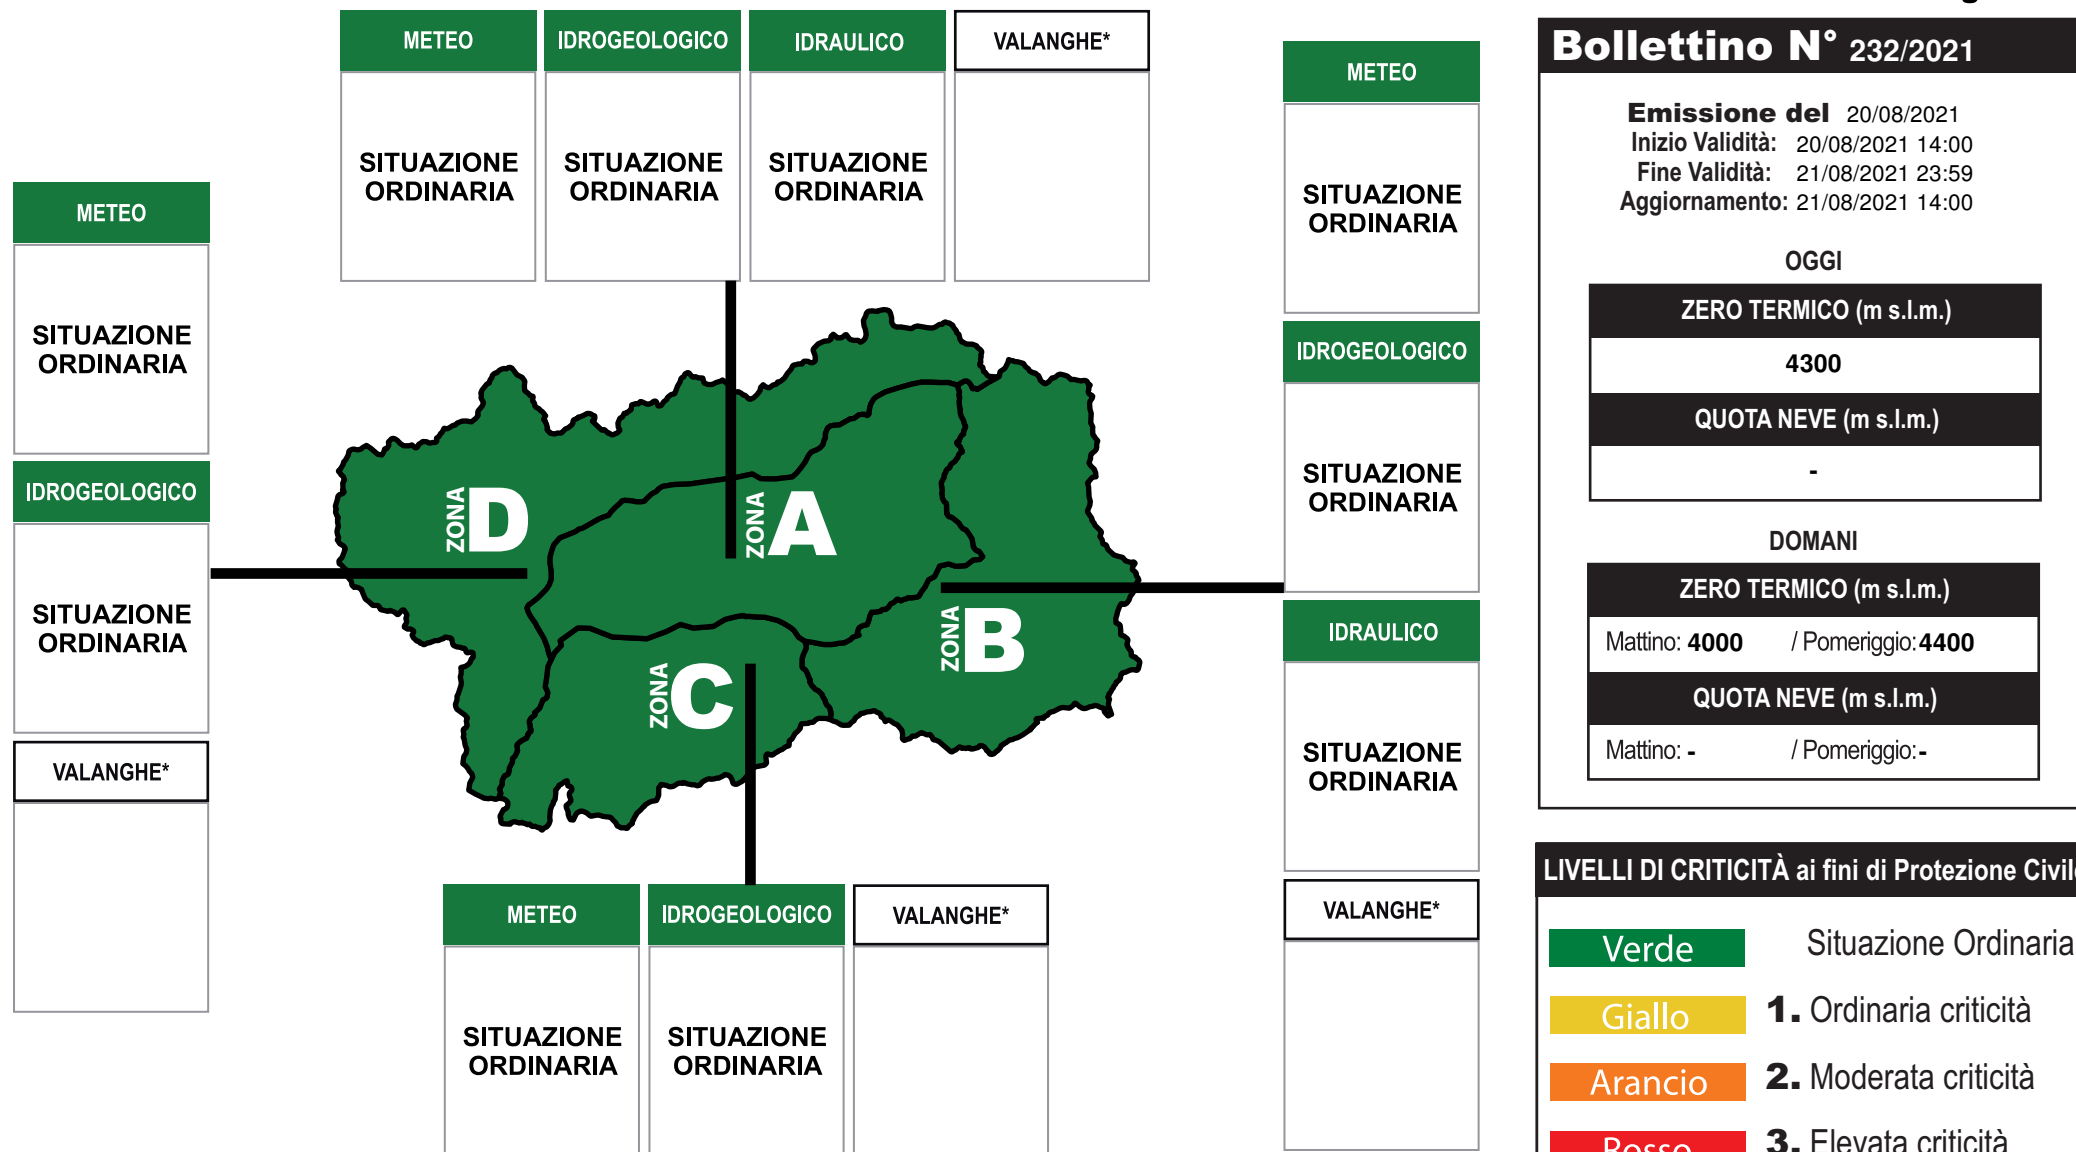 METEO IDROGEOLOGICO IDRAULICO VALANGHE*
SITUAZIONE ORDINARIA
SITUAZIONE ORDINARIA
SITUAZIONE ORDINARIA
METEO
SITUAZIONE
ORDINARIA
IDROGEOLOGICO
SITUAZIONE
ORDINARIA
VALANGHE*
ZONA D
ZONA A
ZONA B
ZONA C
METEO
SITUAZIONE
ORDINARIA
IDROGEOLOGICO
SITUAZIONE
ORDINARIA
IDRAULICO
SITUAZIONE
ORDINARIA
VALANGHE*
METEO IDROGEOLOGICO VALANGHE*
SITUAZIONE ORDINARIA
SITUAZIONE ORDINARIA
Bollettino N° 232/2021
Emissione del 20/08/2021
Inizio Validità: 20/08/2021 14:00
Fine Validità: 21/08/2021 23:59
Aggiornamento: 21/08/2021 14:00
OGGI
ZERO TERMICO (m s.l.m.)
4300
QUOTA NEVE (m s.l.m.)
-
DOMANI
ZERO TERMICO (m s.l.m.)
Mattino: 4000 / Pomeriggio: 4400
QUOTA NEVE (m s.l.m.)
Mattino: - / Pomeriggio: -
LIVELLI DI CRITICITÀ ai fini di Protezione Civile
Verde Situazione Ordinaria
Giallo 1. Ordinaria criticità
Arancio 2. Moderata criticità
Rosso 3. Elevata criticità